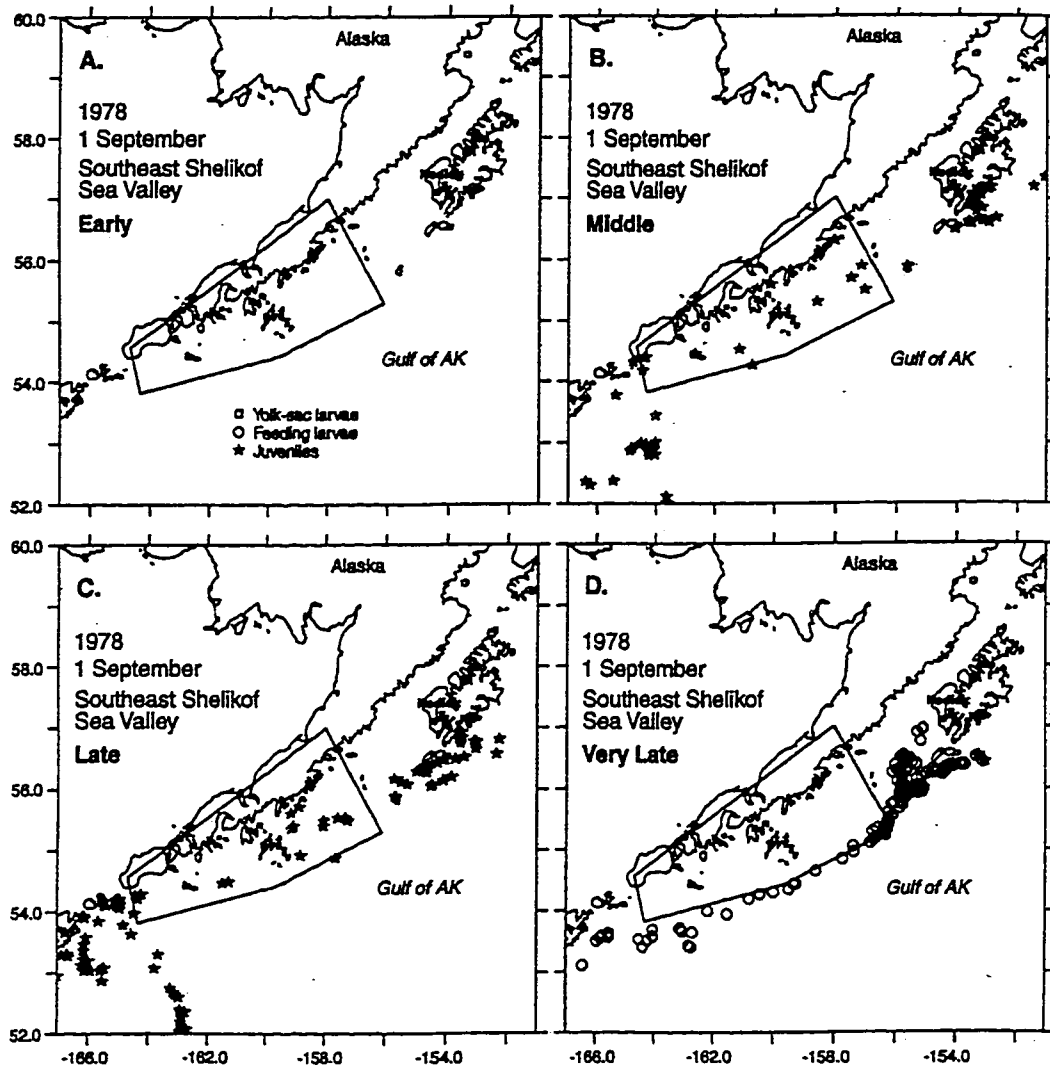 60.0
58.0
56.0
54.0
52.0
A.
Alaska
1978
1 September
Southeast Shelikof
Sea Valley
Early
Gulf of AK
Yolk-sac larvae
Feeding larvae
Juveniles
B.
Alaska
1978
1 September
Southeast Shelikof
Sea Valley
Middle
Gulf of AK
60.0
58.0
56.0
54.0
52.0
C.
Alaska
1978
1 September
Southeast Shelikof
Sea Valley
Late
Gulf of AK
-166.0
-162.0
-158.0
-154.0
D.
Alaska
1978
1 September
Southeast Shelikof
Sea Valley
Very Late
Gulf of AK
-166.0
-162.0
-158.0
-154.0